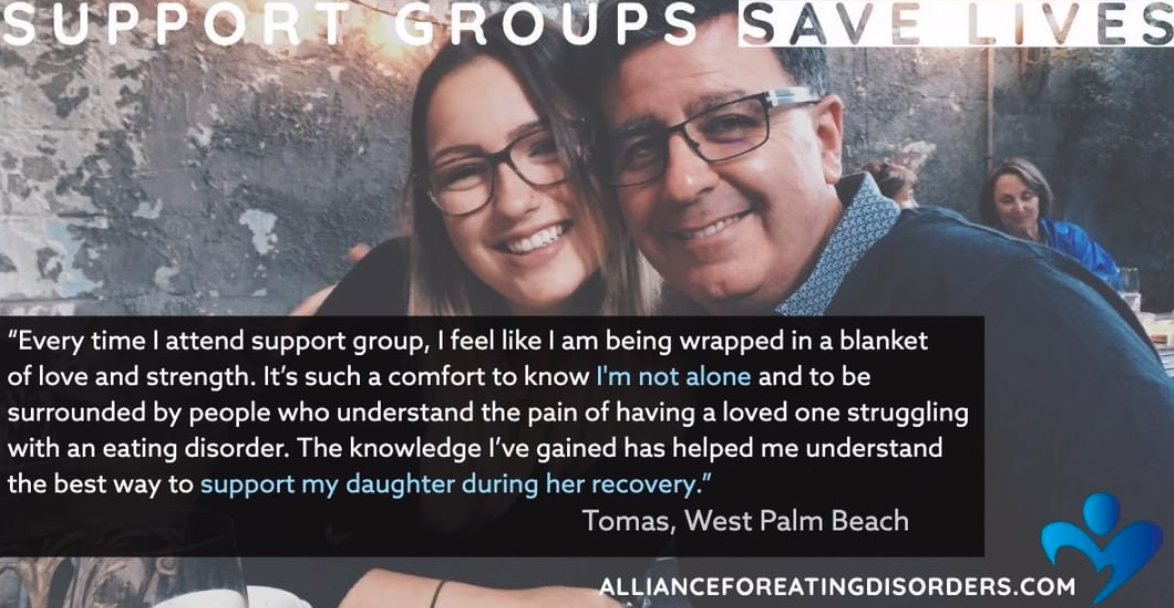 SUPPORT GROUPS SAVE LIVES
“Every time I attend support group, I feel like I am being wrapped in a blanket
of love and strength. It’s such a comfort to know I'm not alone and to be
surrounded by people who understand the pain of having a loved one struggling
with an eating disorder. The knowledge I’ve gained has helped me understand
the best way to support my daughter during her recovery.”
Tomas, West Palm Beach
ALLIANCEFOREATINGDISORDERS.COM